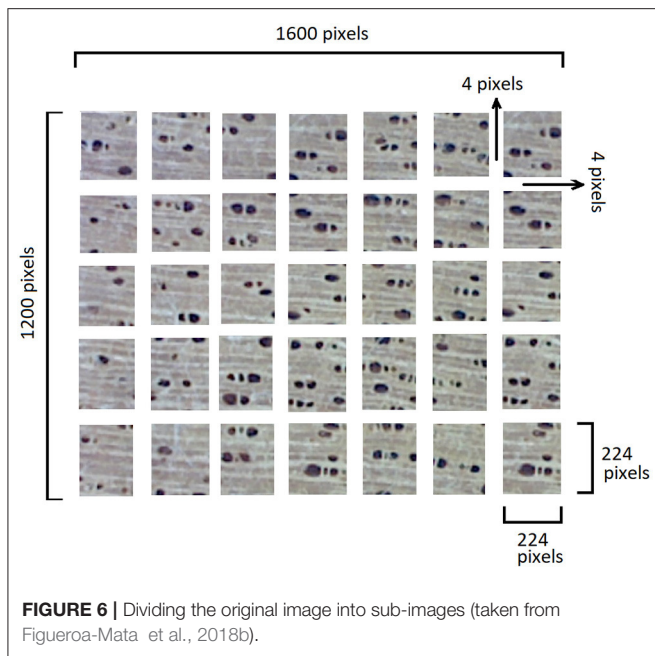 1600 pixels
4 pixels
4 pixels
1200 pixels
224
pixels
224
pixels
FIGURE 6 | Dividing the original image into sub-images (taken from
Figueroa-Mata et al., 2018b).